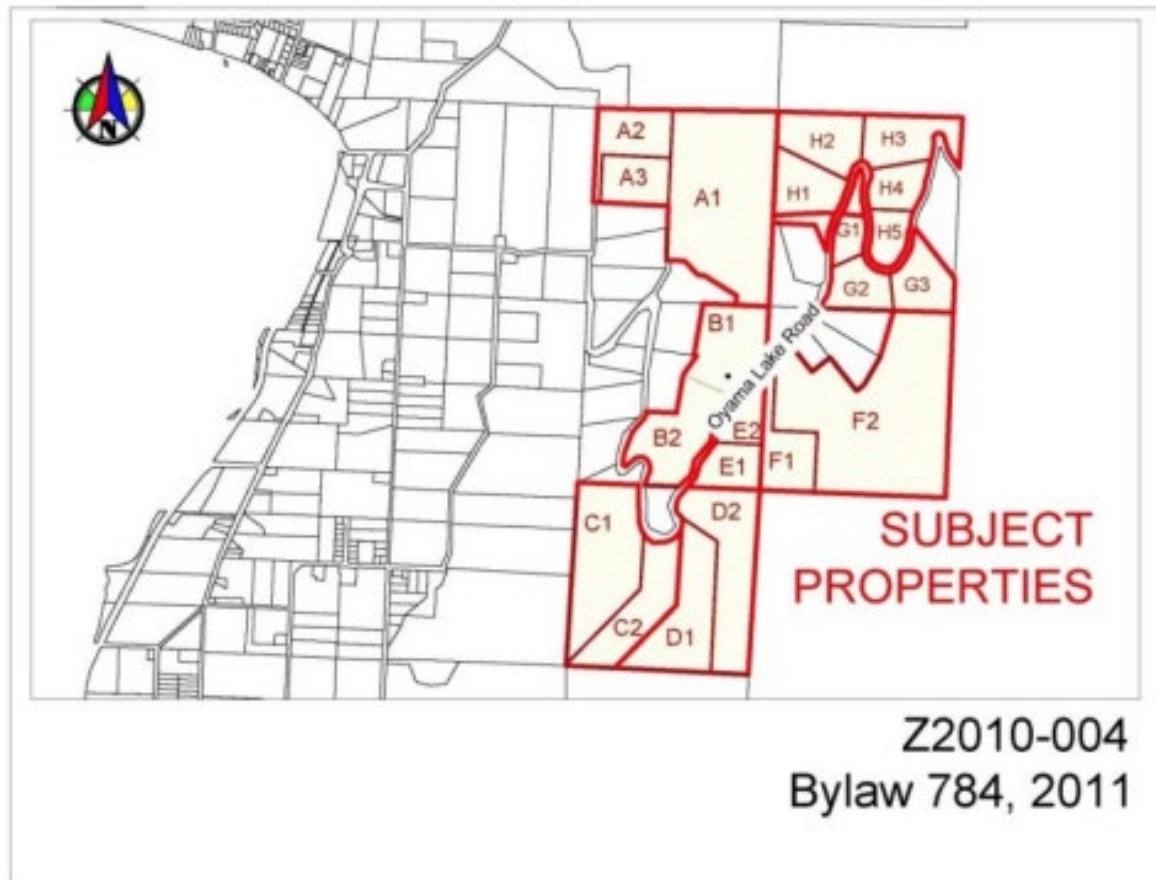 N
A2
A3
A1
H2
H3
H1
H4
G1
H5
G2
G3
B1
Oyama Lake Road
B2
E2
E1
F1
F2
C1
D2
C2
D1
SUBJECT
PROPERTIES
Z2010-004
Bylaw 784, 2011